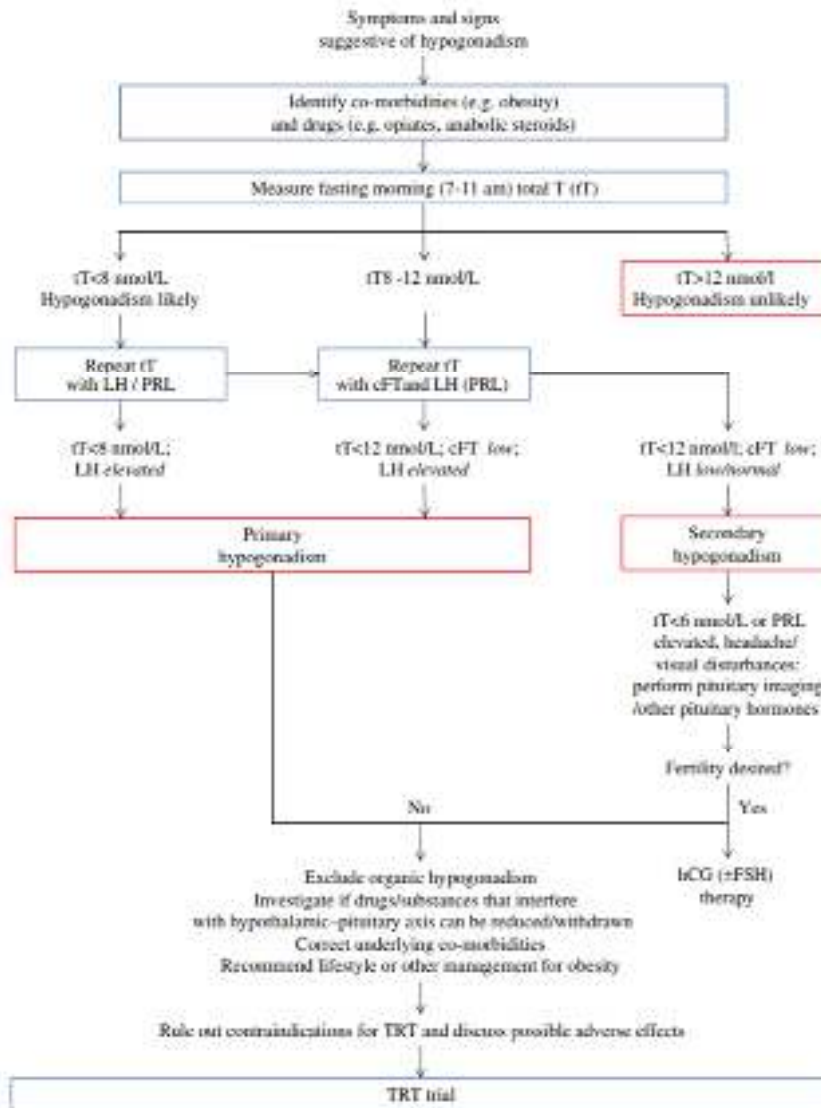 Symptoms and signs
suggestive of hypogonadism
Identify co-morbidities (e.g. obesity)
and drugs (e.g. opiates, anabolic steroids)
Measure fasting morning (7-11 am) total T (tT)
tT<8 nmol/L
Hypogonadism likely
tT8 -12 nmol/L
tT>12 nmol/l
Hypogonadism unlikely
Repeat tT
with LH / PRL
Repeat tT
with cFTand LH (PRL)
tT<8 nmol/L;
LH elevated
tT<12 nmol/L; cFT low;
LH elevated
tT<12 nmol/l; cFT low;
LH low/normal
Primary
hypogonadism
Secondary
hypogonadism
tT<6 nmol/L or PRL
elevated, headache/
visual disturbances:
perform pituitary imaging
/other pituitary hormones
Fertility desired?
No
Yes
Exclude organic hypogonadism
Investigate if drugs/substances that interfere
with hypothalamic–pituitary axis can be reduced/withdrawn
Correct underlying co-morbidities
Recommend lifestyle or other management for obesity
hCG (±FSH)
therapy
Rule out contraindications for TRT and discuss possible adverse effects
TRT trial